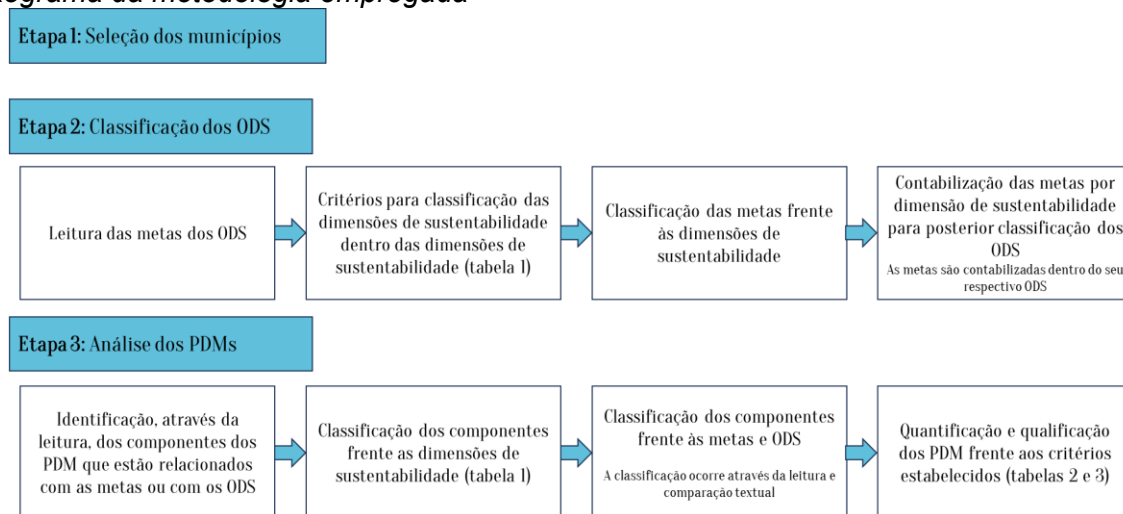 da metodologia empregada
Etapa 1: Seleção dos municípios
Etapa 2: Classificação dos ODS
Leitura das metas dos ODS
Critérios para classificação das
dimensões de sustentabilidade
dentro das dimensões de
sustentabilidade (tabela 1)
Classificação das metas frente
às dimensões de
sustentabilidade
Contabilização das metas por
dimensão de sustentabilidade
para posterior classificação dos
ODS
As metas são contabilizadas dentro do seu
respectivo ODS
Etapa 3: Análise dos PDMs
Identificação, através da
leitura, dos componentes dos
PDM que estão relacionados
com as metas ou com os ODS
Classificação dos componentes
frente as dimensões de
sustentabilidade (tabela 1)
Classificação dos componentes
frente às metas e ODS
A classificação ocorre através da leitura e
comparação textual
Quantificação e qualificação
dos PDM frente aos critérios
estabelecidos (tabelas 2 e 3)